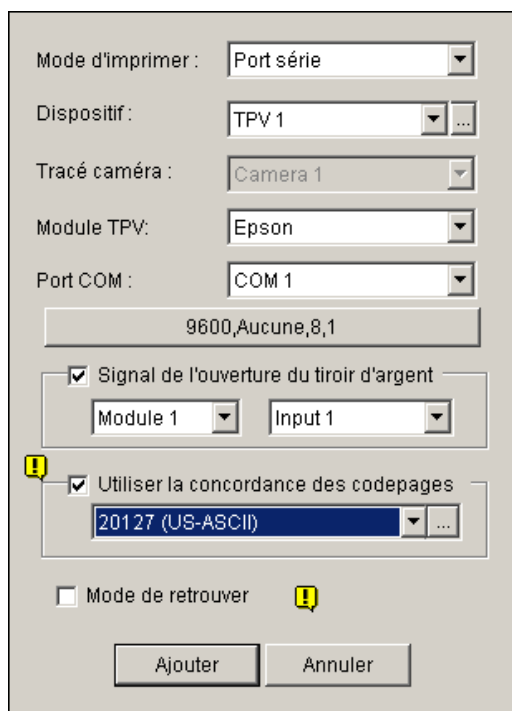 Mode d'imprimer : Port série
Dispositif : TPV 1 ...
Tracé caméra : Camera 1
Module TPV: Epson
Port COM : COM 1
9600,Aucune,8,1
Signal de l'ouverture du tiroir d'argent
Module 1 Input 1
Utiliser la concordance des codepages
20127 (US-ASCII) ...
Mode de retrouver
Ajouter Annuler